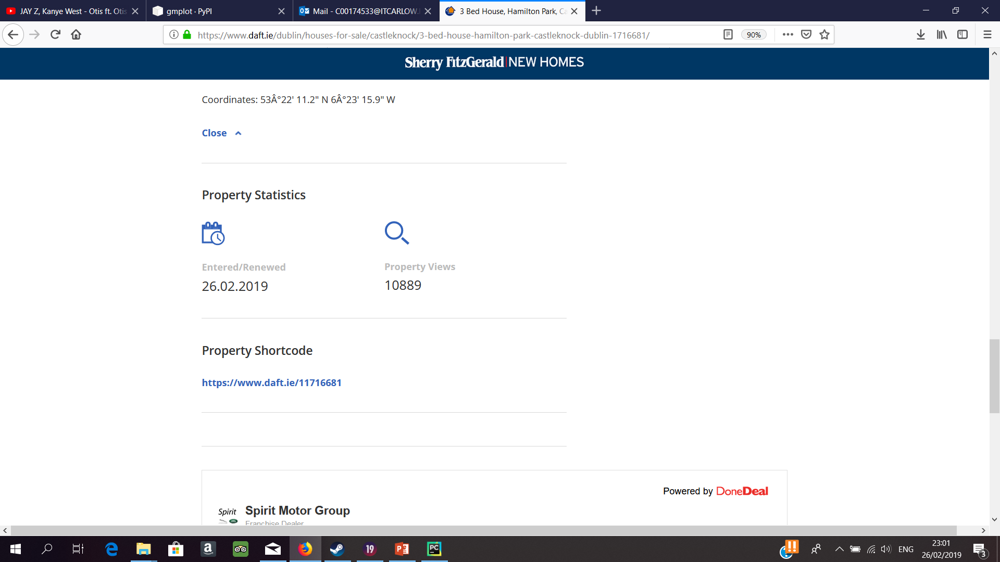 JAY Z, Kanye West - Otis ft. Otis
gmplot · PyPI
Mail - C00174533@ITCARLOW.
3 Bed House, Hamilton Park, Ca
https://www.daft.ie/dublin/houses-for-sale/castleknock/3-bed-house-hamilton-park-castleknock-dublin-1716681/
90%
Sherry FitzGerald NEW HOMES
Coordinates: 53Â°22' 11.2" N 6Â°23' 15.9" W
Close
Property Statistics
Entered/Renewed
Property Views
26.02.2019
10889
Property Shortcode
https://www.daft.ie/11716681
Powered by DoneDeal
Spirit
Spirit Motor Group
Franchise Dealer
19
ENG
23:01
26/02/2019
3